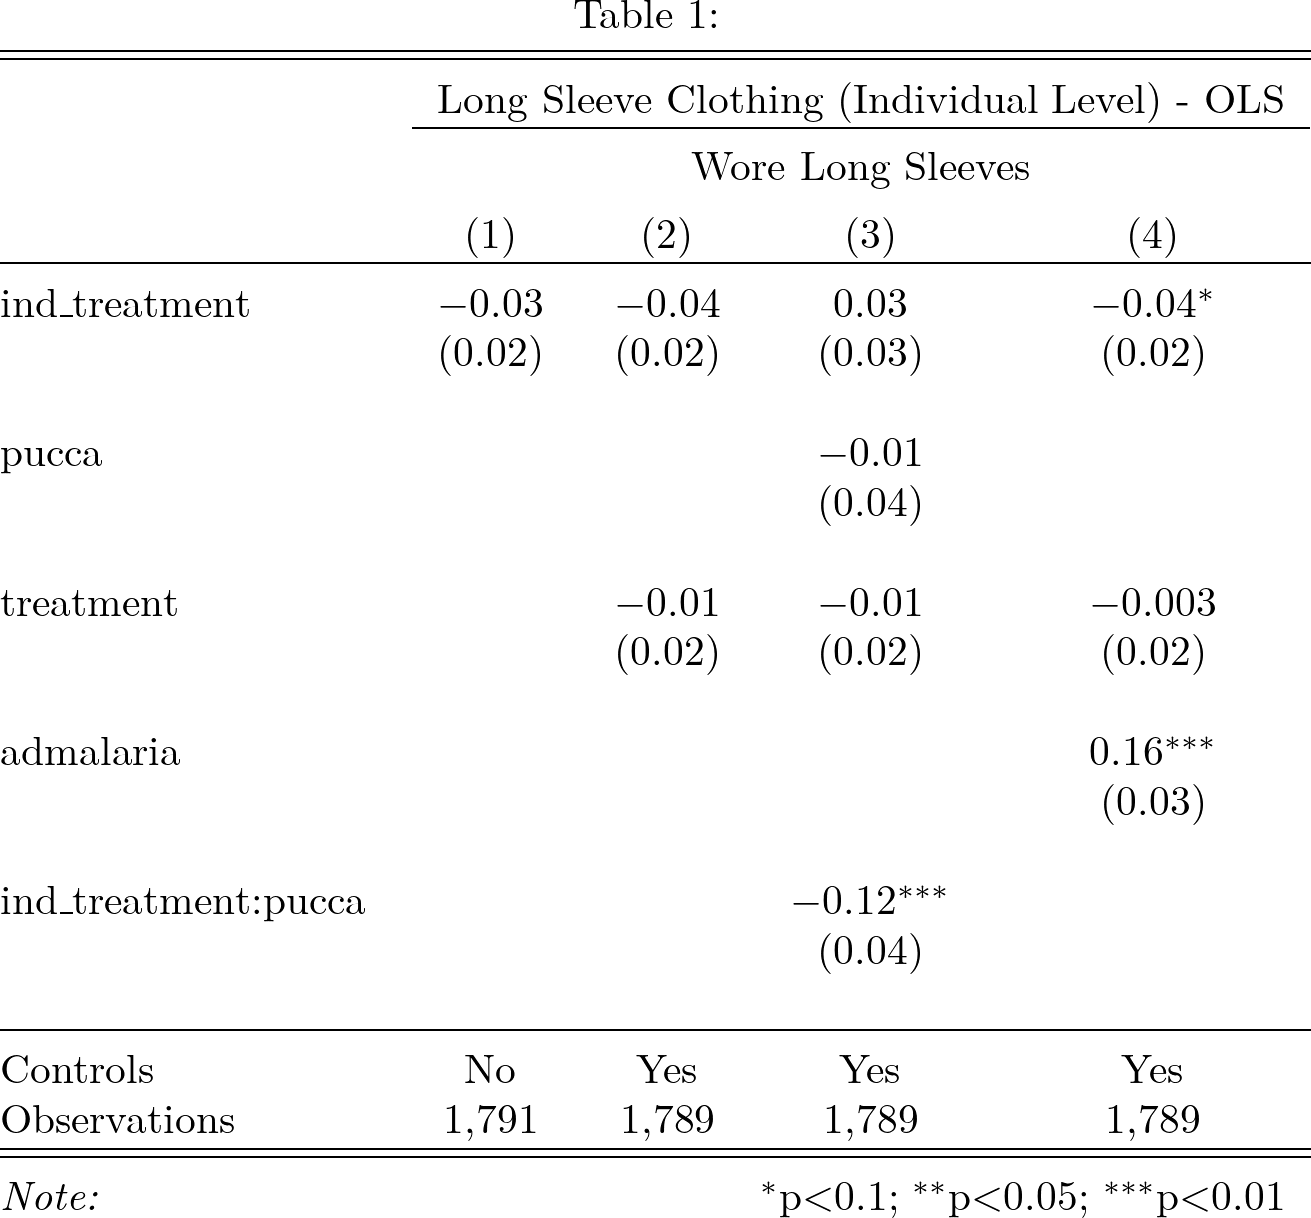 Table 1:
Long Sleeve Clothing (Individual Level) - OLS
Wore Long Sleeves
(1) (2) (3) (4)
ind_treatment −0.03 −0.04 0.03 −0.04*
(0.02) (0.02) (0.03) (0.02)
pucca −0.01
(0.04)
treatment −0.01 −0.01 −0.003
(0.02) (0.02) (0.02)
admalaria 0.16***
(0.03)
ind_treatment:pucca −0.12***
(0.04)
Controls No Yes Yes Yes
Observations 1,791 1,789 1,789 1,789
Note: *p<0.1; **p<0.05; ***p<0.01